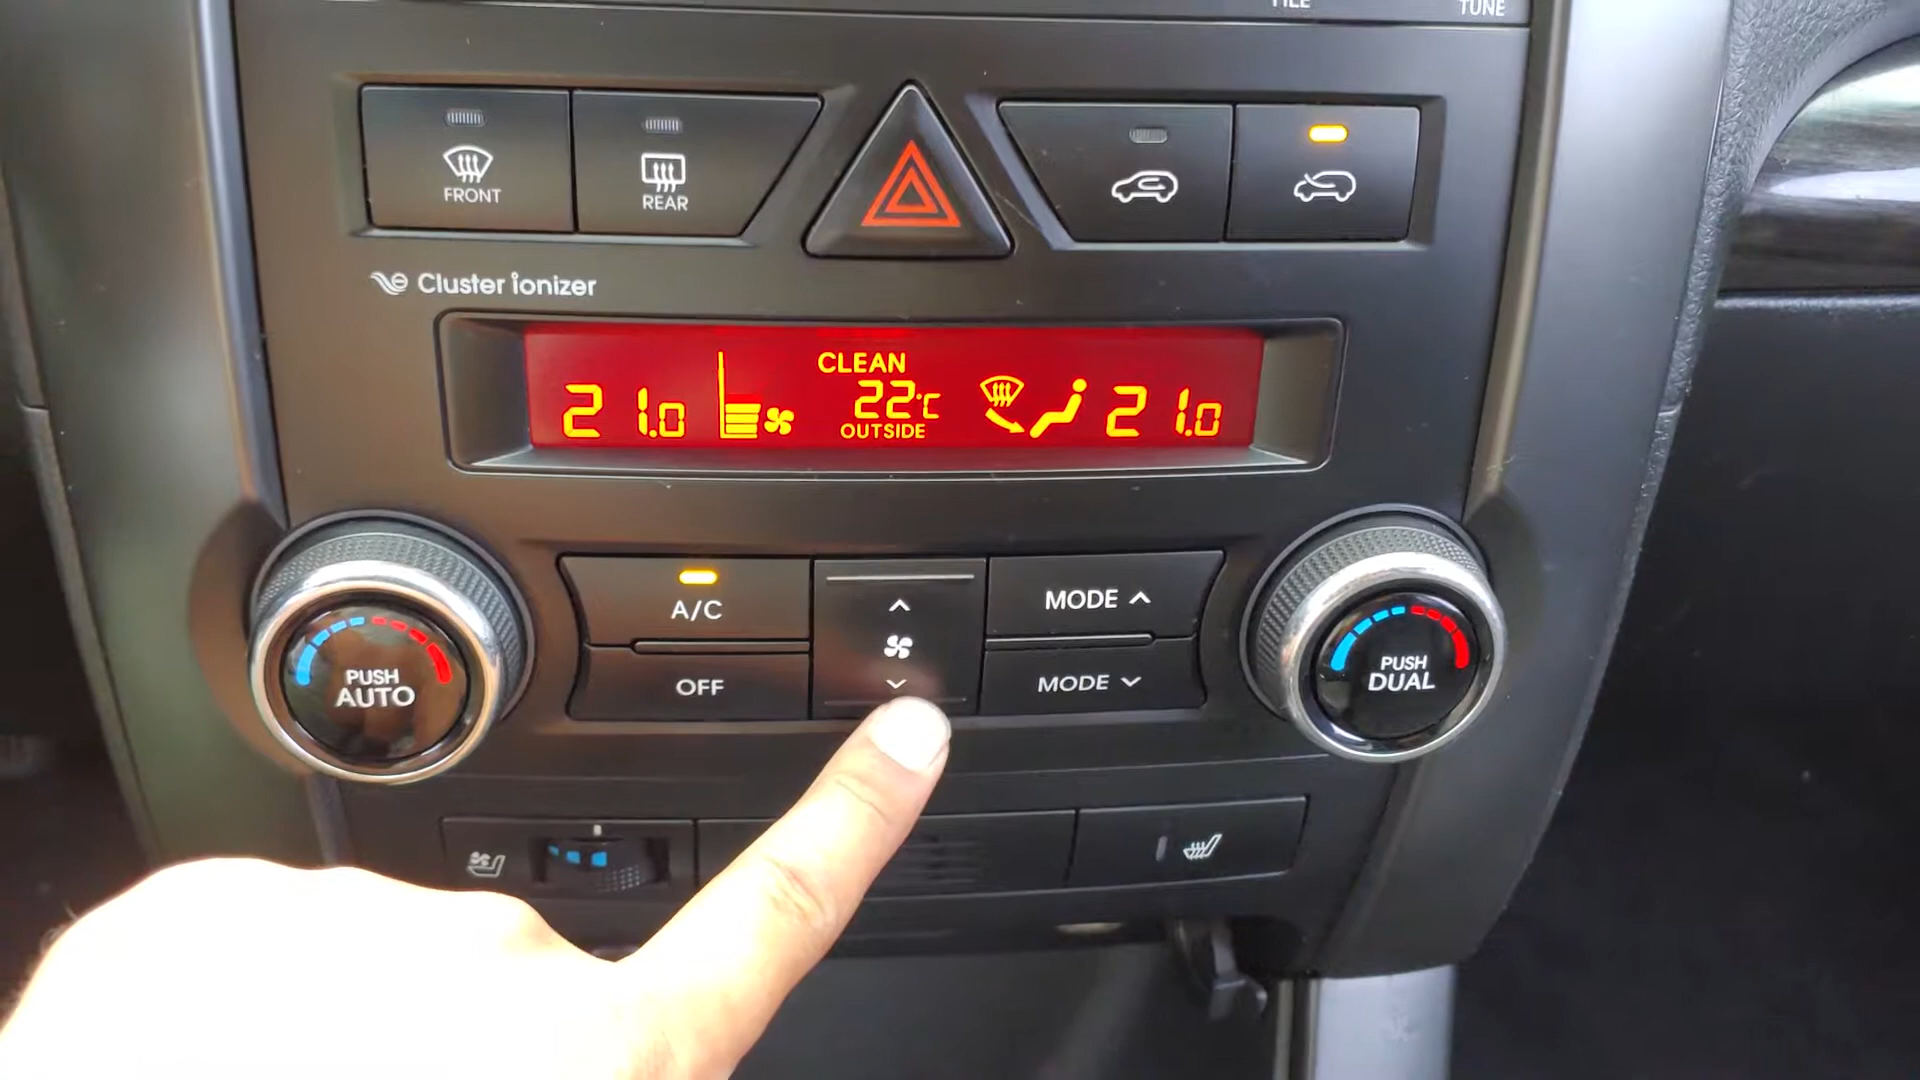 FILE TUNE
FRONT
REAR
Cluster ionizer
CLEAN
21.0 22°C 21.0
OUTSIDE
A/C
MODE
PUSH
AUTO
OFF
MODE
PUSH
DUAL